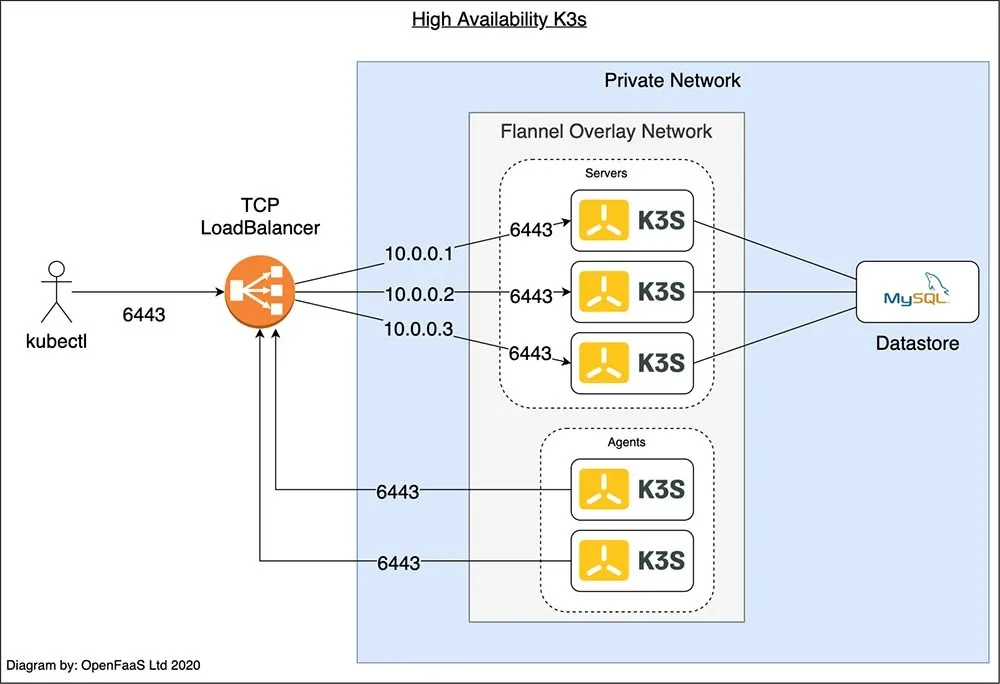 High Availability K3s
Private Network
Flannel Overlay Network
Servers
TCP
LoadBalancer
10.0.0.1
6443
K3S
10.0.0.2
6443
K3S
10.0.0.3
6443
K3S
6443
kubectl
MySQL
Datastore
Agents
6443
K3S
6443
K3S
Diagram by: OpenFaaS Ltd 2020